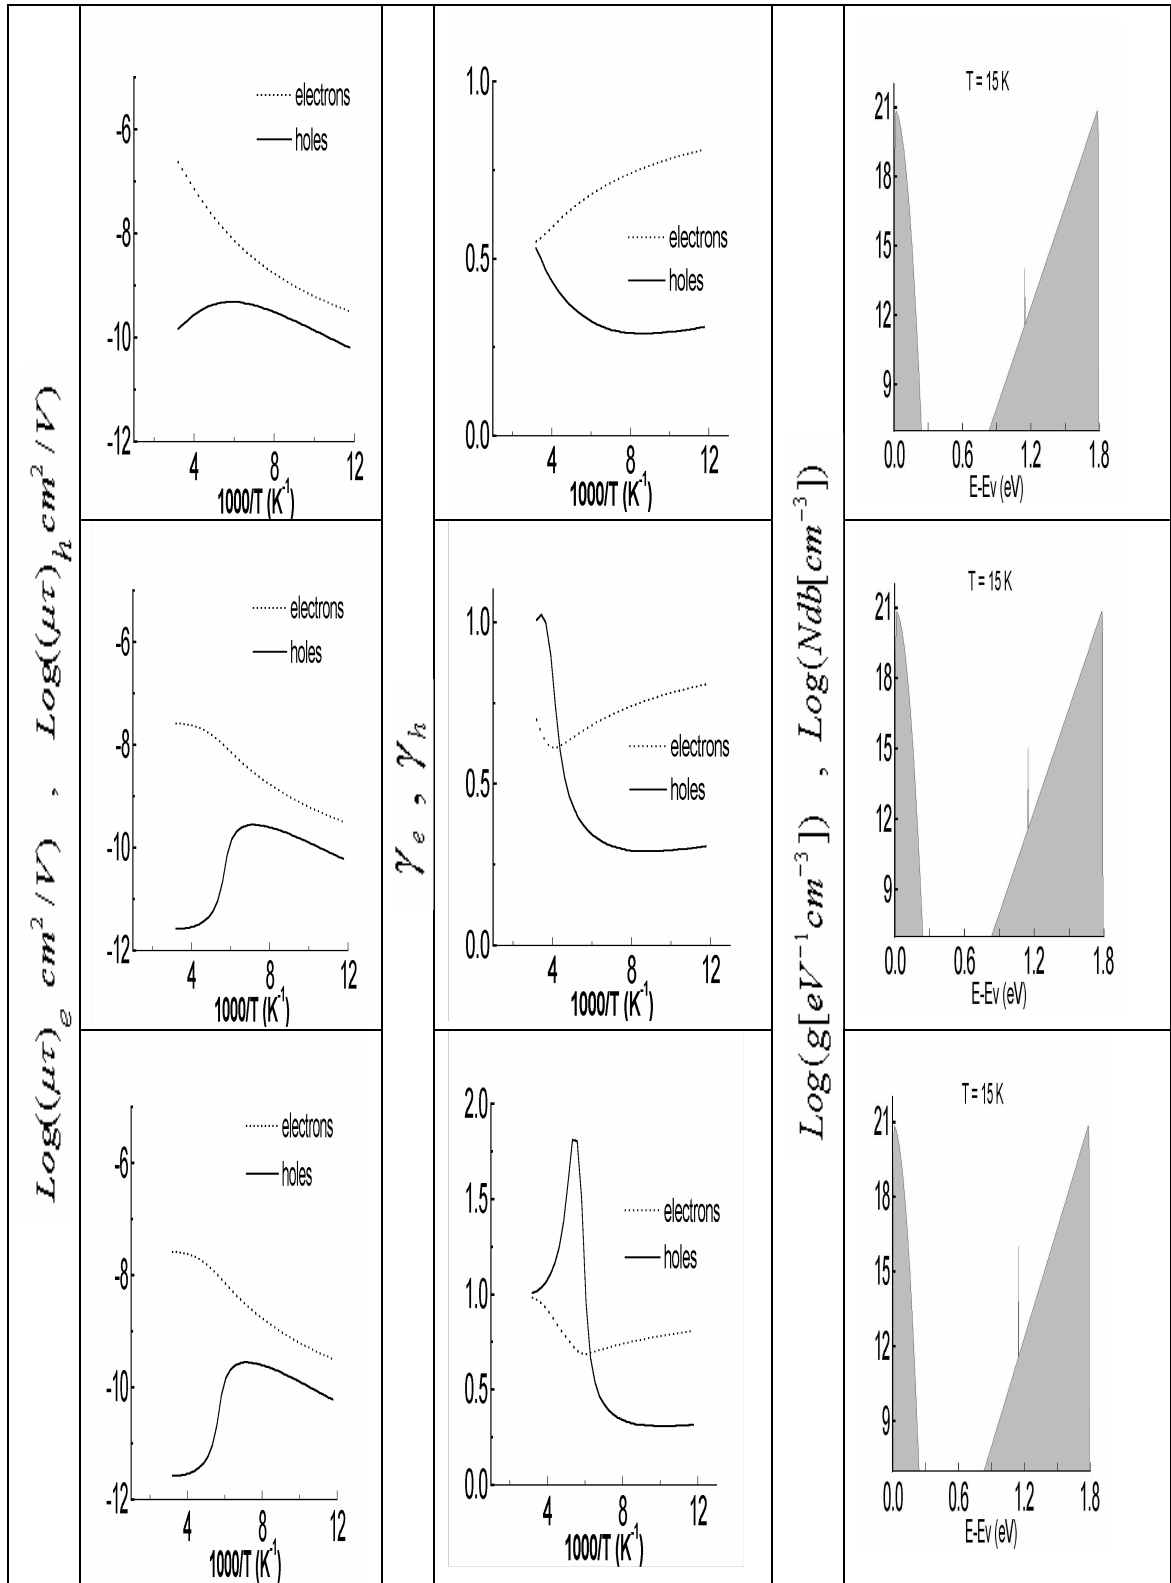 Log((μτ)e cm²/V) , Log((μτ)h cm²/V)
electrons
holes
-6
-8
-10
-12
4 8 12
1000/T (K⁻¹)
γe , γh
1.0
0.5
0.0
electrons
holes
4 8 12
1000/T (K⁻¹)
Log(g[eV⁻¹cm⁻³]) , Log(Ndb[cm⁻³])
T = 15 K
21
18
15
12
9
0.0 0.6 1.2 1.8
E-Ev (eV)
electrons
holes
-6
-8
-10
-12
4 8 12
1000/T (K⁻¹)
1.0
0.5
0.0
electrons
holes
4 8 12
1000/T (K⁻¹)
T = 15 K
21
18
15
12
9
0.0 0.6 1.2 1.8
E-Ev (eV)
electrons
holes
-6
-8
-10
-12
4 8 12
1000/T (K⁻¹)
2.0
1.5
1.0
0.5
0.0
electrons
holes
4 8 12
1000/T (K⁻¹)
T = 15 K
21
18
15
12
9
0.0 0.6 1.2 1.8
E-Ev (eV)